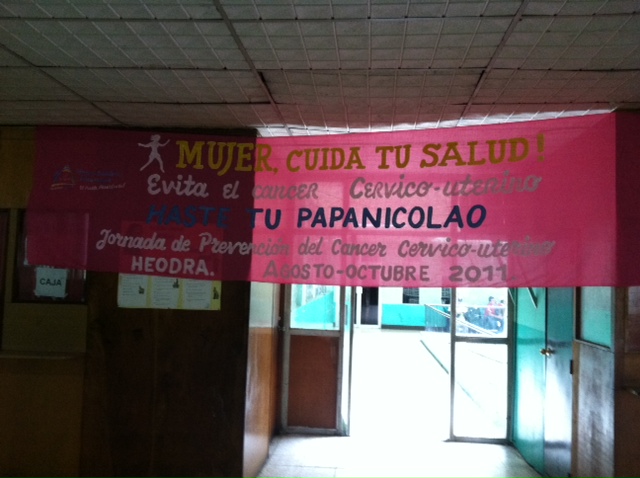 MUJER, CUIDA TU SALUD!
Evita el cancer Cervico-uterino
HASTE TU PAPANICOLAO
Jornada de Prevención del Cancer Cervico-uterino
HEODRA. AGOSTO-OCTUBRE 2011
CAJA